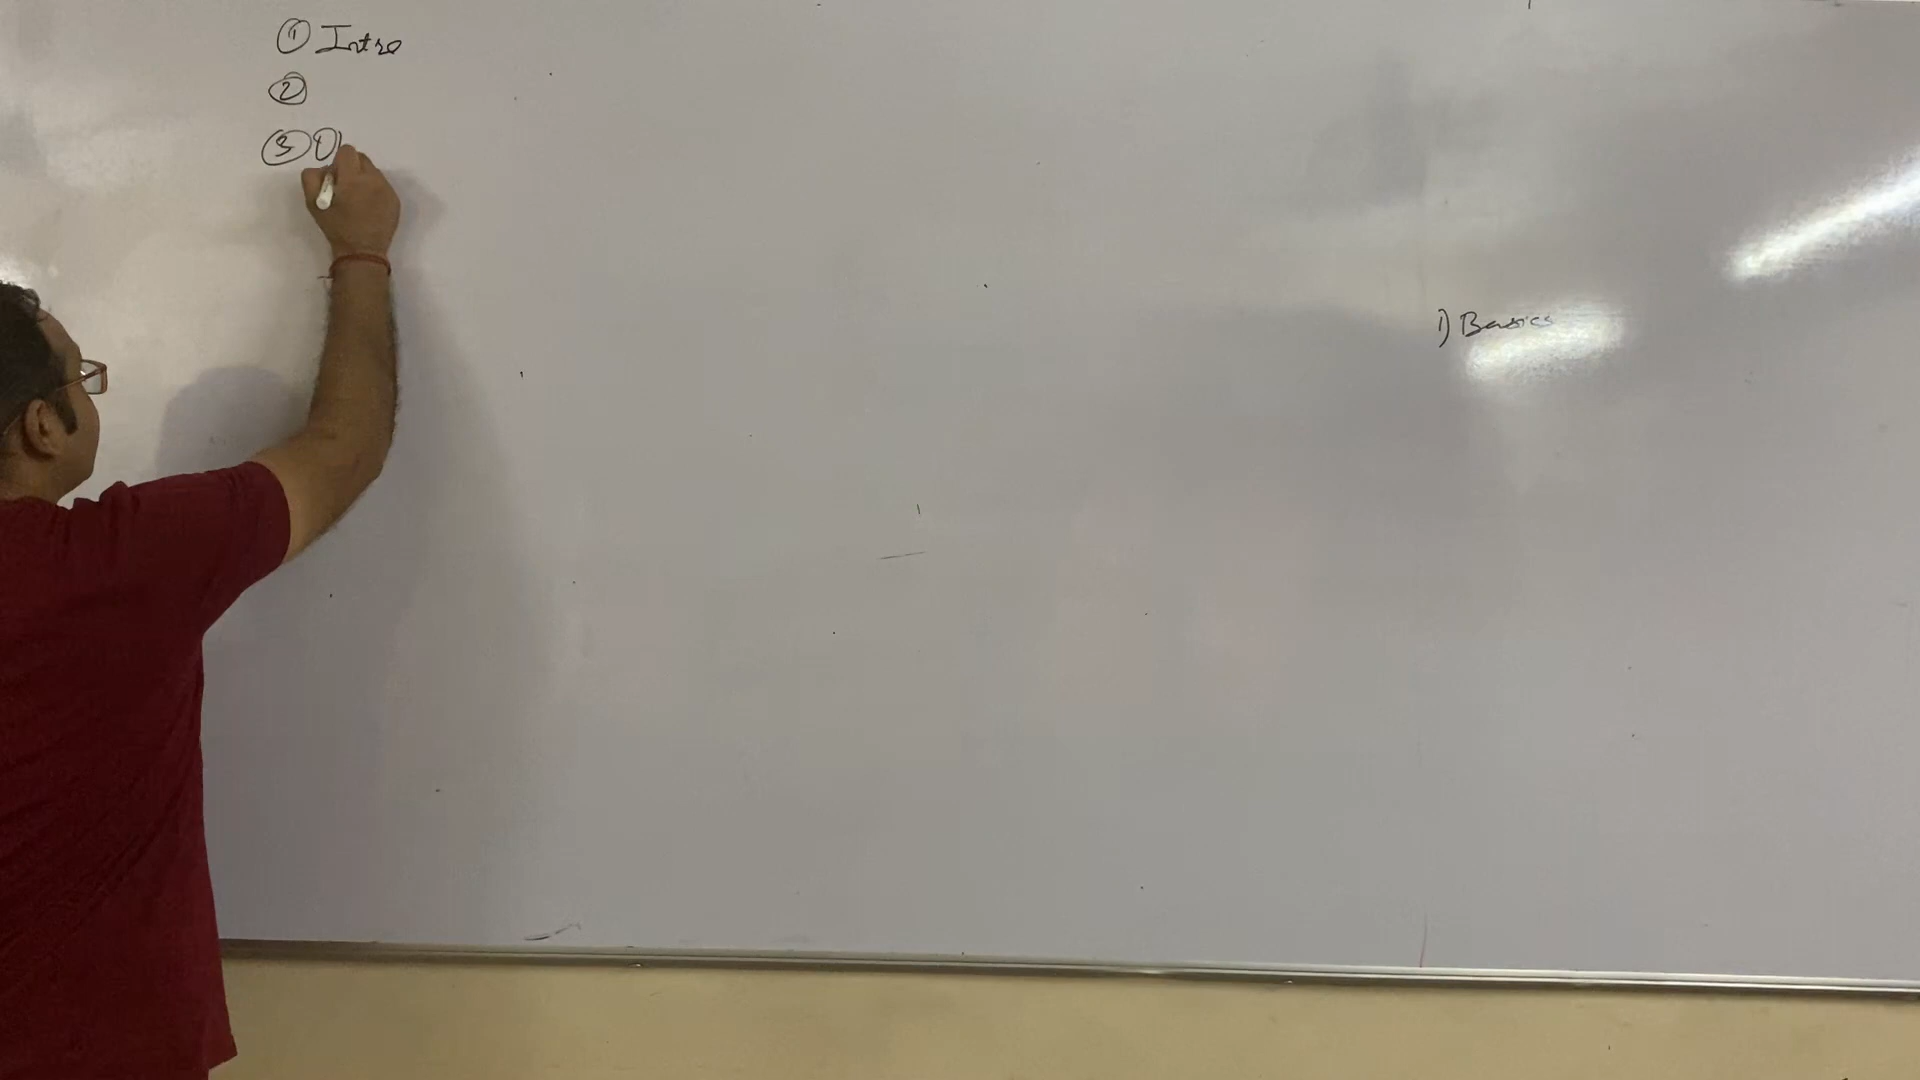 ① Intro
②
③
1) Basics